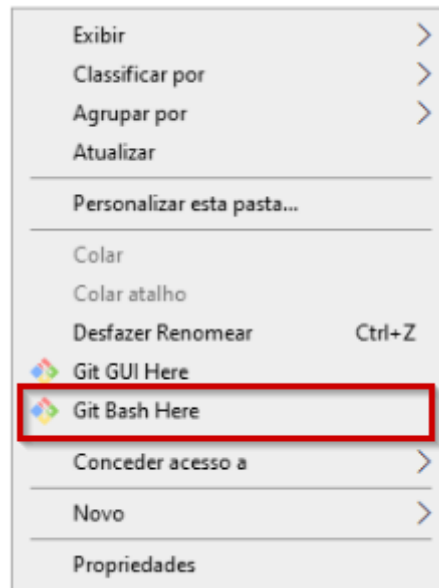 Exibir
Classificar por
Agrupar por
Atualizar
Personalizar esta pasta...
Colar
Colar atalho
Desfazer Renomear Ctrl+Z
Git GUI Here
Git Bash Here
Conceder acesso a
Novo
Propriedades